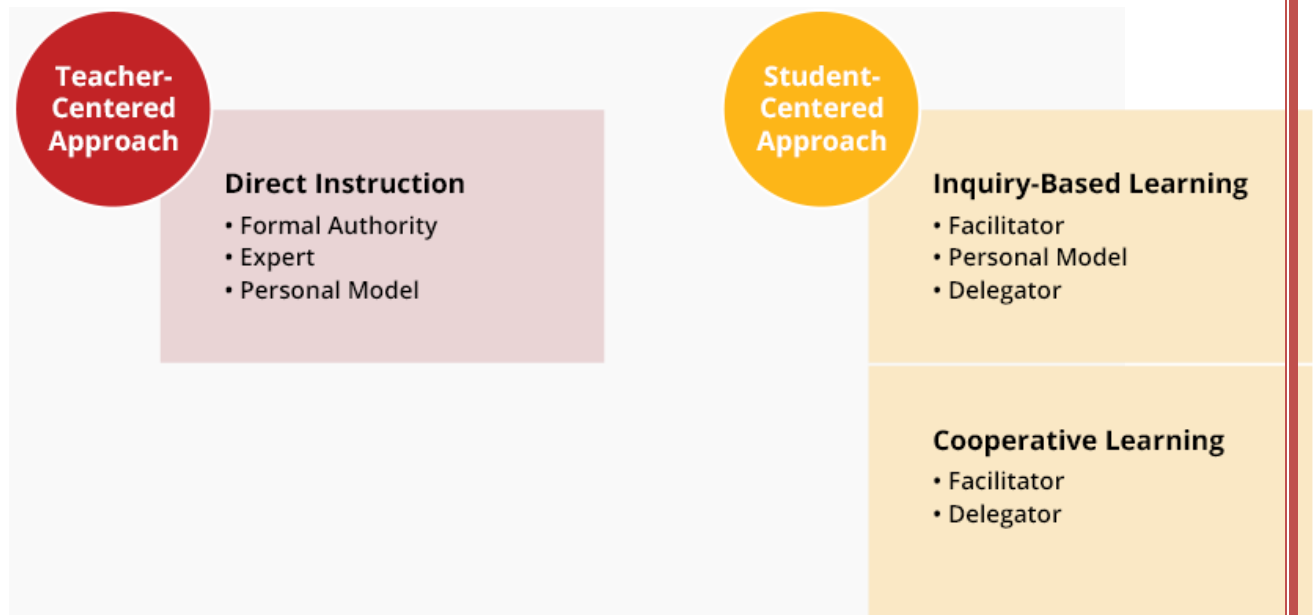 Teacher-
Centered
Approach
Direct Instruction
• Formal Authority
• Expert
• Personal Model
Student-
Centered
Approach
Inquiry-Based Learning
• Facilitator
• Personal Model
• Delegator
Cooperative Learning
• Facilitator
• Delegator